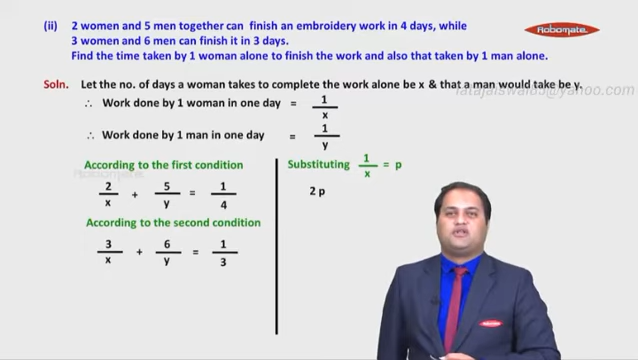 (ii) 2 women and 5 men together can finish an embroidery work in 4 days, while
3 women and 6 men can finish it in 3 days.
Find the time taken by 1 woman alone to finish the work and also that taken by 1 man alone.
Robomate+
Soln. Let the no. of days a woman takes to complete the work alone be x & that a man would take be y.
∴ Work done by 1 woman in one day = 1/x
∴ Work done by 1 man in one day = 1/y
According to the first condition
2/x + 5/y = 1/4
According to the second condition
3/x + 6/y = 1/3
Substituting 1/x = p
2 p